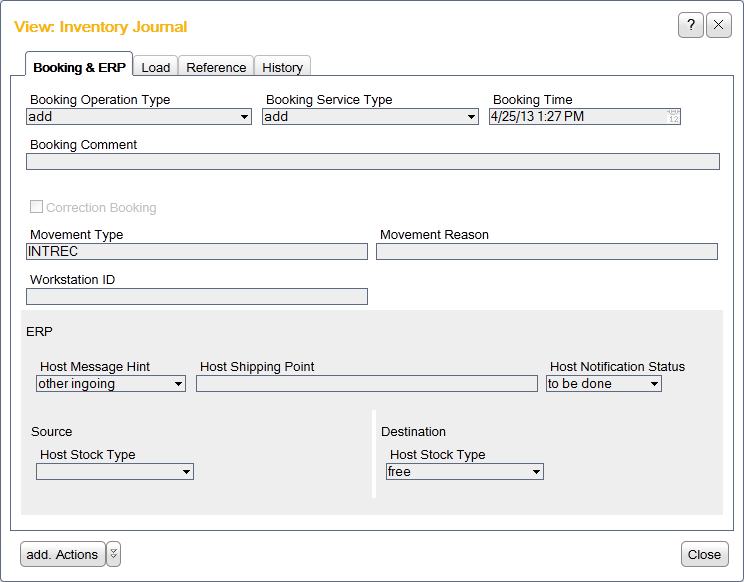 View: Inventory Journal
?
Booking & ERP Load Reference History
Booking Operation Type Booking Service Type Booking Time
add add 4/25/13 1:27 PM
Booking Comment
Correction Booking
Movement Type Movement Reason
INTREC
Workstation ID
ERP
Host Message Hint Host Shipping Point Host Notification Status
other ingoing to be done
Source Destination
Host Stock Type Host Stock Type
free
add. Actions Close